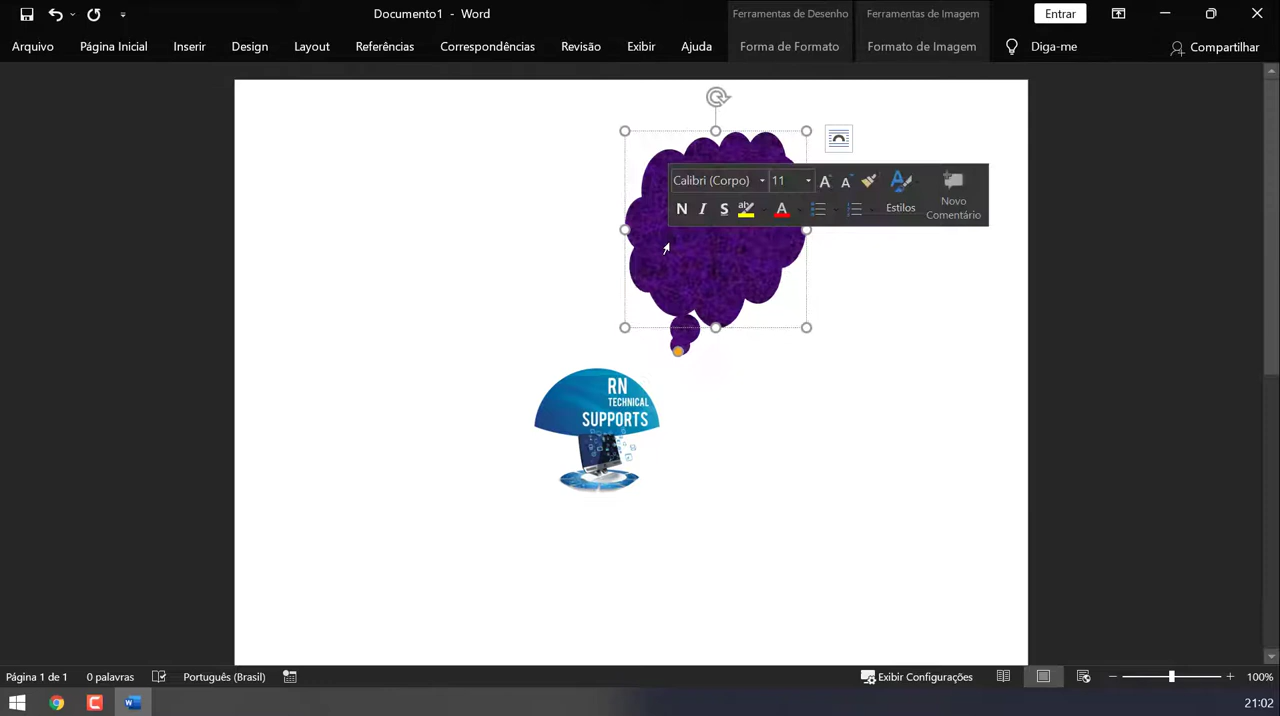 Documento1 - Word
Ferramentas de Desenho
Ferramentas de Imagem
Entrar
Arquivo
Página Inicial
Inserir
Design
Layout
Referências
Correspondências
Revisão
Exibir
Ajuda
Forma de Formato
Formato de Imagem
Diga-me
Compartilhar
Calibri (Corpo)
11
A
A
N
I
S
ab
A
Estilos
Novo
Comentário
RN
TECHNICAL
SUPPORTS
Página 1 de 1
0 palavras
Português (Brasil)
Exibir Configurações
100%
21:02